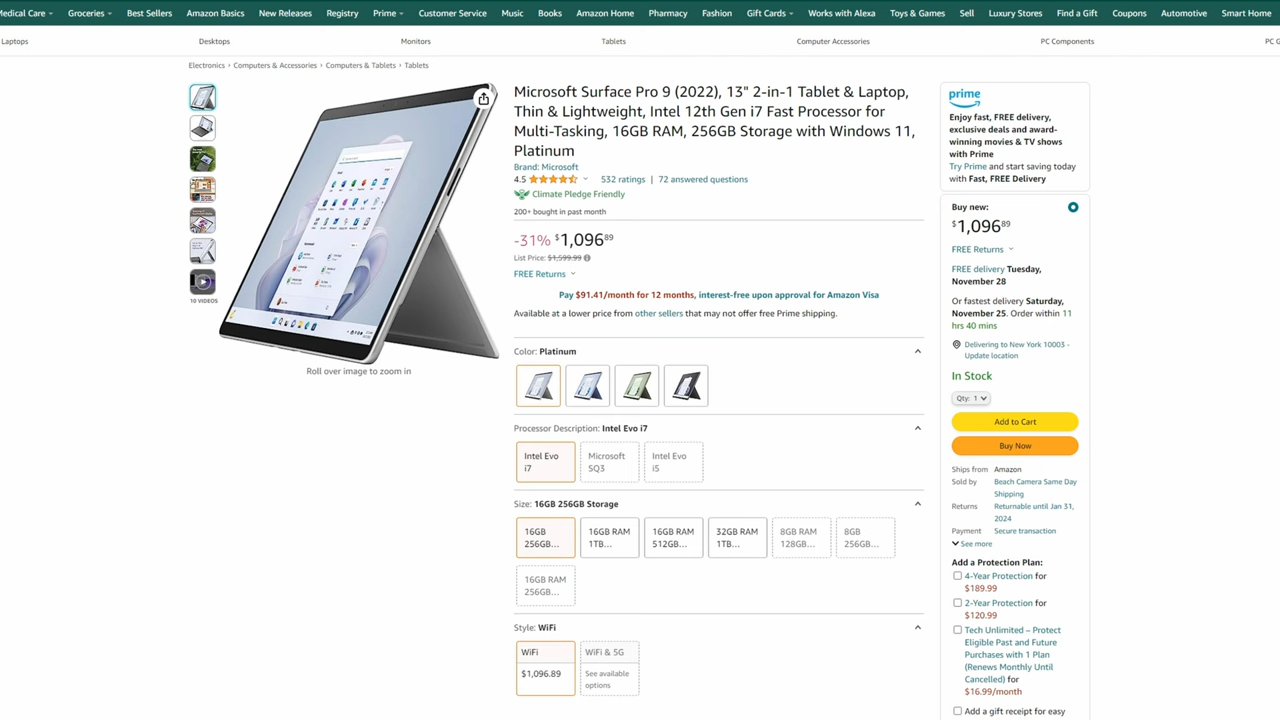 Medical Care Groceries Best Sellers Amazon Basics New Releases Registry Prime Customer Service Music Books Amazon Home Pharmacy Fashion Gift Cards Works with Alexa Toys & Games Sell Luxury Stores Find a Gift Coupons Automotive Smart Home
Laptops Desktops Monitors Tablets Computer Accessories PC Components PC G
Electronics › Computers & Accessories › Computers & Tablets › Tablets
Microsoft Surface Pro 9 (2022), 13" 2-in-1 Tablet & Laptop,
Thin & Lightweight, Intel 12th Gen i7 Fast Processor for
Multi-Tasking, 16GB RAM, 256GB Storage with Windows 11,
Platinum
Brand: Microsoft
4.5 532 ratings | 72 answered questions
Climate Pledge Friendly
200+ bought in past month
-31% $1,096 89
List Price: $1,599.99
FREE Returns
Pay $91.41/month for 12 months, interest-free upon approval for Amazon Visa
Available at a lower price from other sellers that may not offer free Prime shipping.
10 VIDEOS
Roll over image to zoom in
Color: Platinum
Processor Description: Intel Evo i7
Intel Evo i7
Microsoft SQ3
Intel Evo i5
Size: 16GB 256GB Storage
16GB 256GB...
16GB RAM 1TB...
16GB RAM 512GB...
32GB RAM 1TB...
8GB RAM 128GB...
8GB 256GB...
16GB RAM 256GB...
Style: WiFi
WiFi
$1,096.89
WiFi & 5G
See available
options
prime
Enjoy fast, FREE delivery,
exclusive deals and award-
winning movies & TV shows
with Prime
Try Prime and start saving today
with Fast, FREE Delivery
Buy new:
$1,096 89
FREE Returns
FREE delivery Tuesday,
November 28
Or fastest delivery Saturday,
November 25. Order within 11
hrs 40 mins
Delivering to New York 10003 -
Update location
In Stock
Qty: 1
Add to Cart
Buy Now
Ships from Amazon
Sold by Beach Camera Same Day
Shipping
Returns Returnable until Jan 31,
2024
Payment Secure transaction
See more
Add a Protection Plan:
4-Year Protection for
$189.99
2-Year Protection for
$120.99
Tech Unlimited – Protect
Eligible Past and Future
Purchases with 1 Plan
(Renews Monthly Until
Cancelled) for
$16.99/month
Add a gift receipt for easy